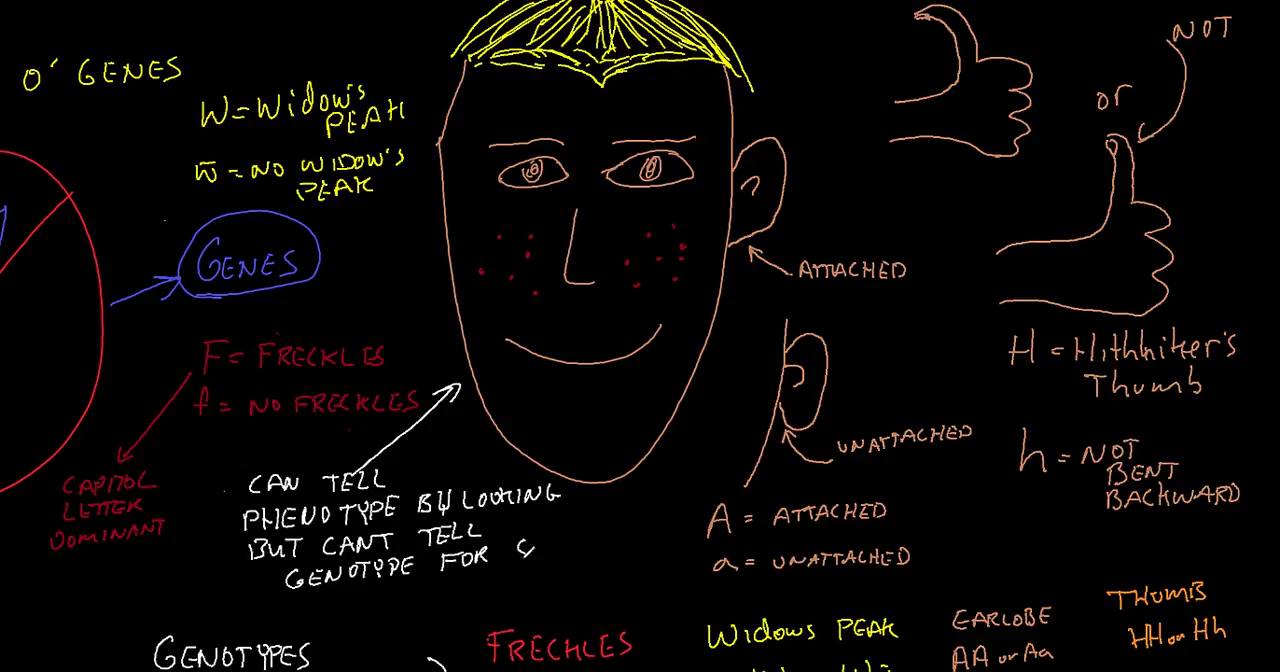 O' GENES
W = WIDOW'S
PEAK
w = NO WIDOW'S
PEAK
GENES
F = FRECKLES
f = NO FRECKLES
CAPITOL
LETTER
DOMINANT
CAN TELL
PHENOTYPE BY LOOKING
BUT CANT TELL
GENOTYPE FOR
ATTACHED
UNATTACHED
A = ATTACHED
a = UNATTACHED
NOT
or
H = Hithhiker's
Thumb
h = NOT
BENT
BACKWARD
GENOTYPES
FRECKLES
WIDOWS PEAK
EARLOBE
AA or Aa
THUMB
HH or Hh